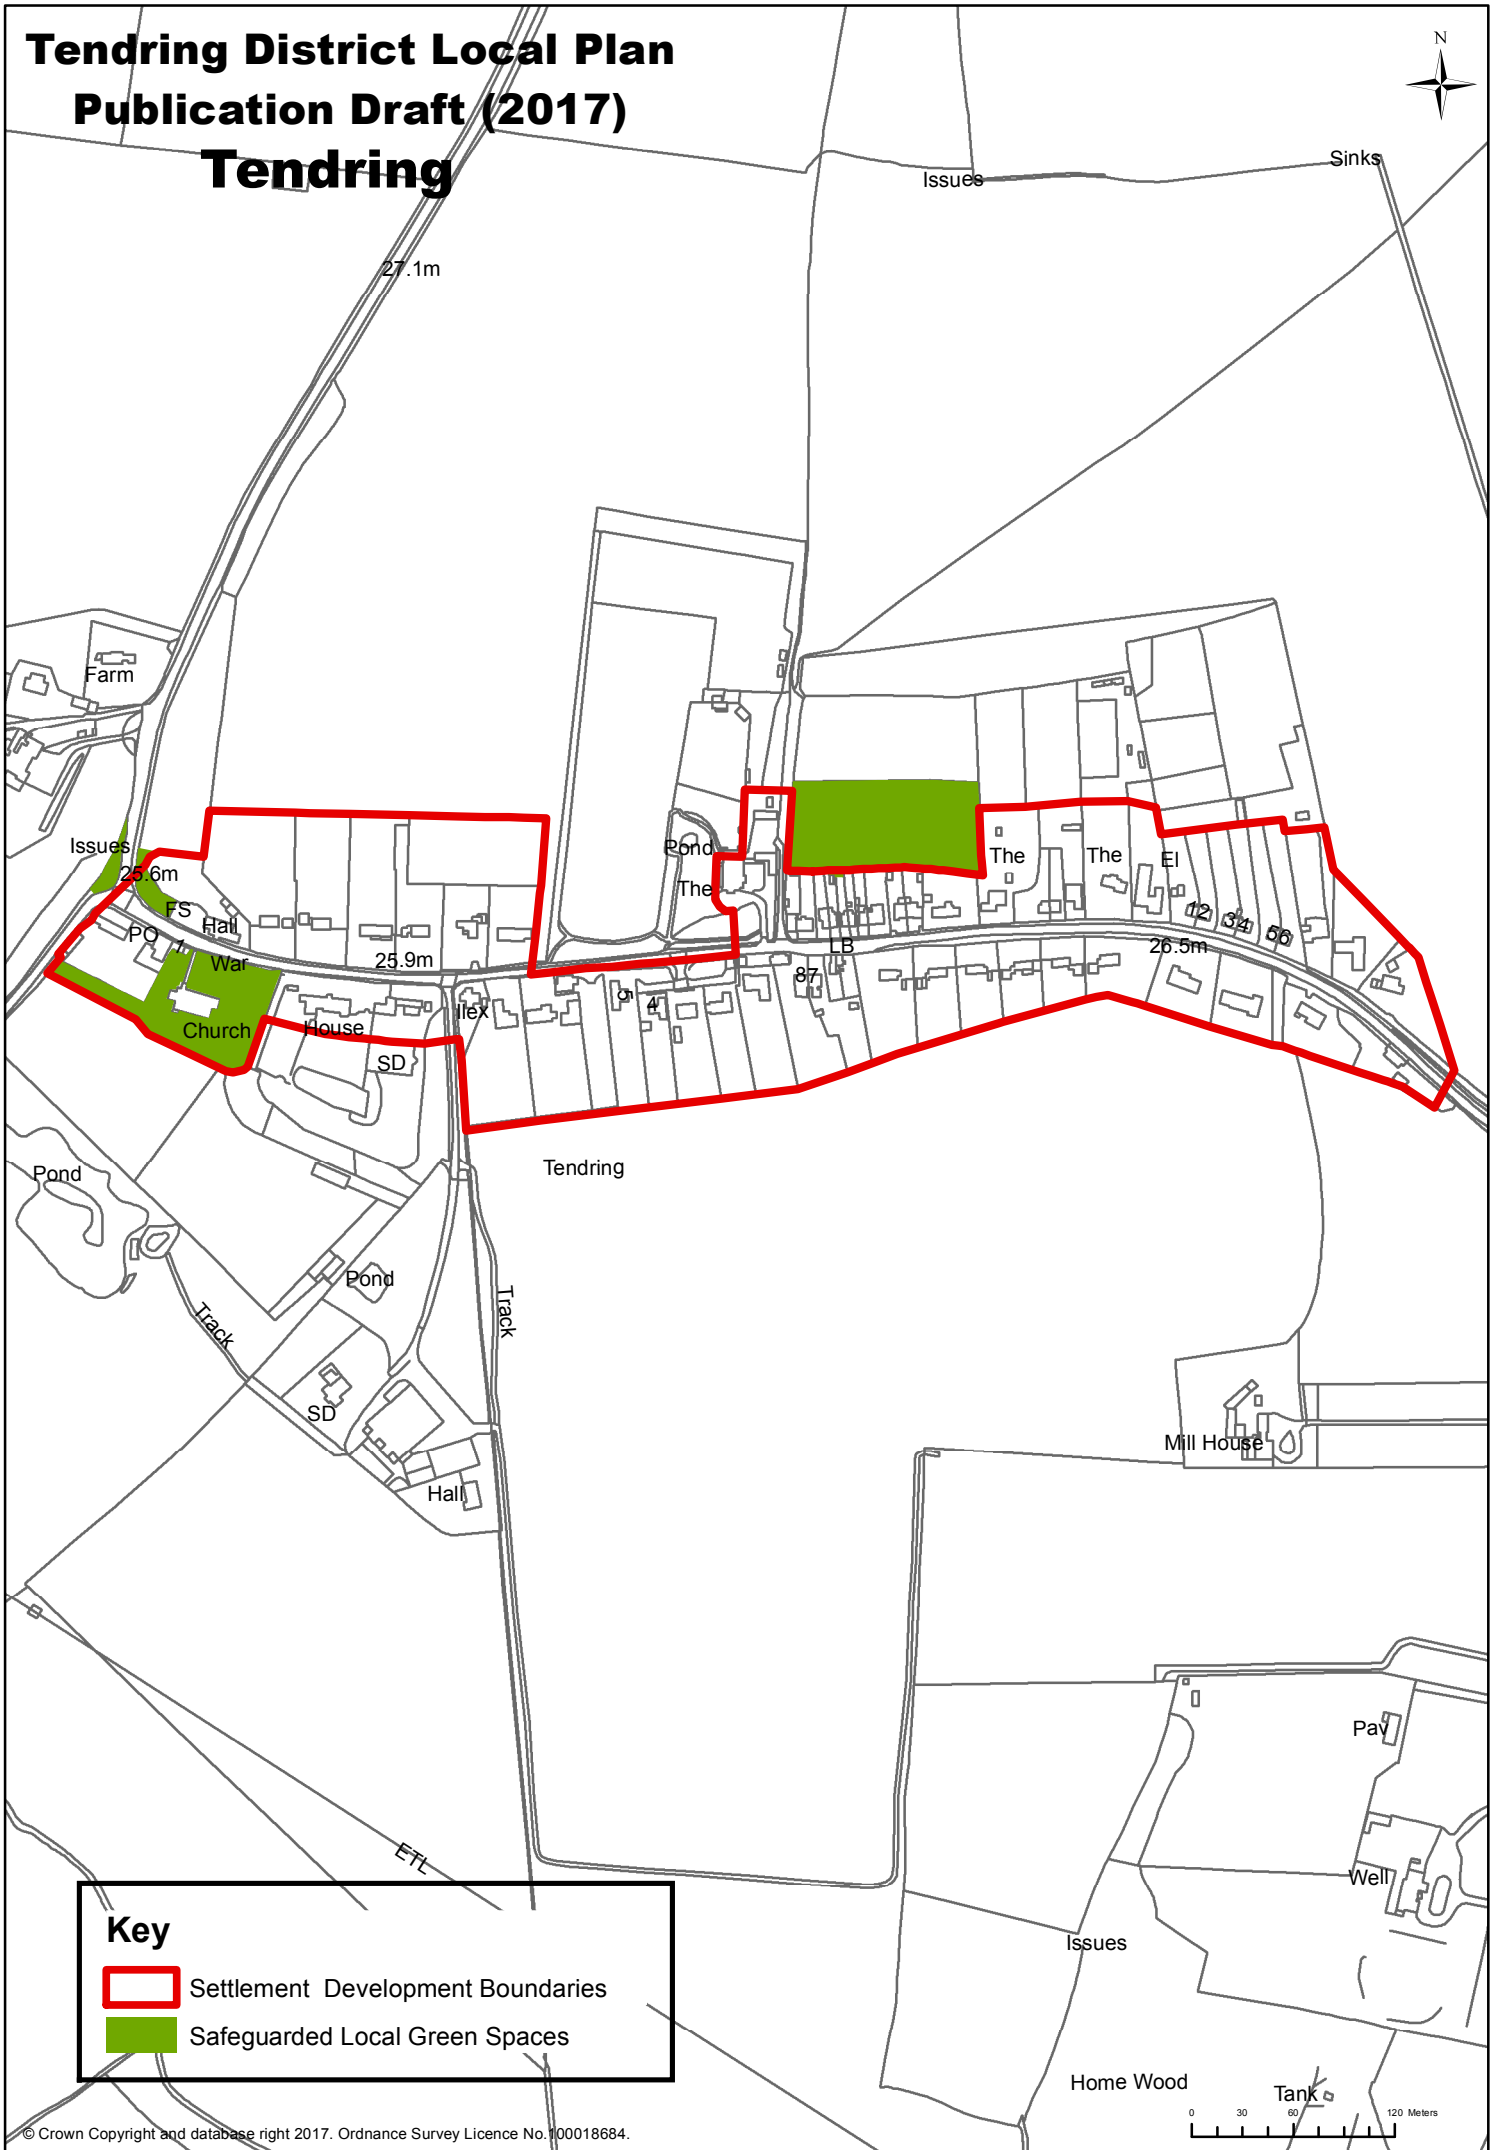 Tendring District Local Plan
Publication Draft (2017)
Tendring
N
Sinks
Issues
27.1m
Farm
Issues
Pond
The
The
The
El
25.6m
FS
Hall
PO
1
War
25.9m
LB
12
34
56
26.5m
87
5
4
Ilex
Church
House
SD
Tendring
Pond
Pond
Track
Track
SD
Hall
Mill House
Pav
ETL
Well
Issues
Key
Settlement Development Boundaries
Safeguarded Local Green Spaces
Home Wood
Tank
0 30 60 120 Meters
© Crown Copyright and database right 2017. Ordnance Survey Licence No.100018684.